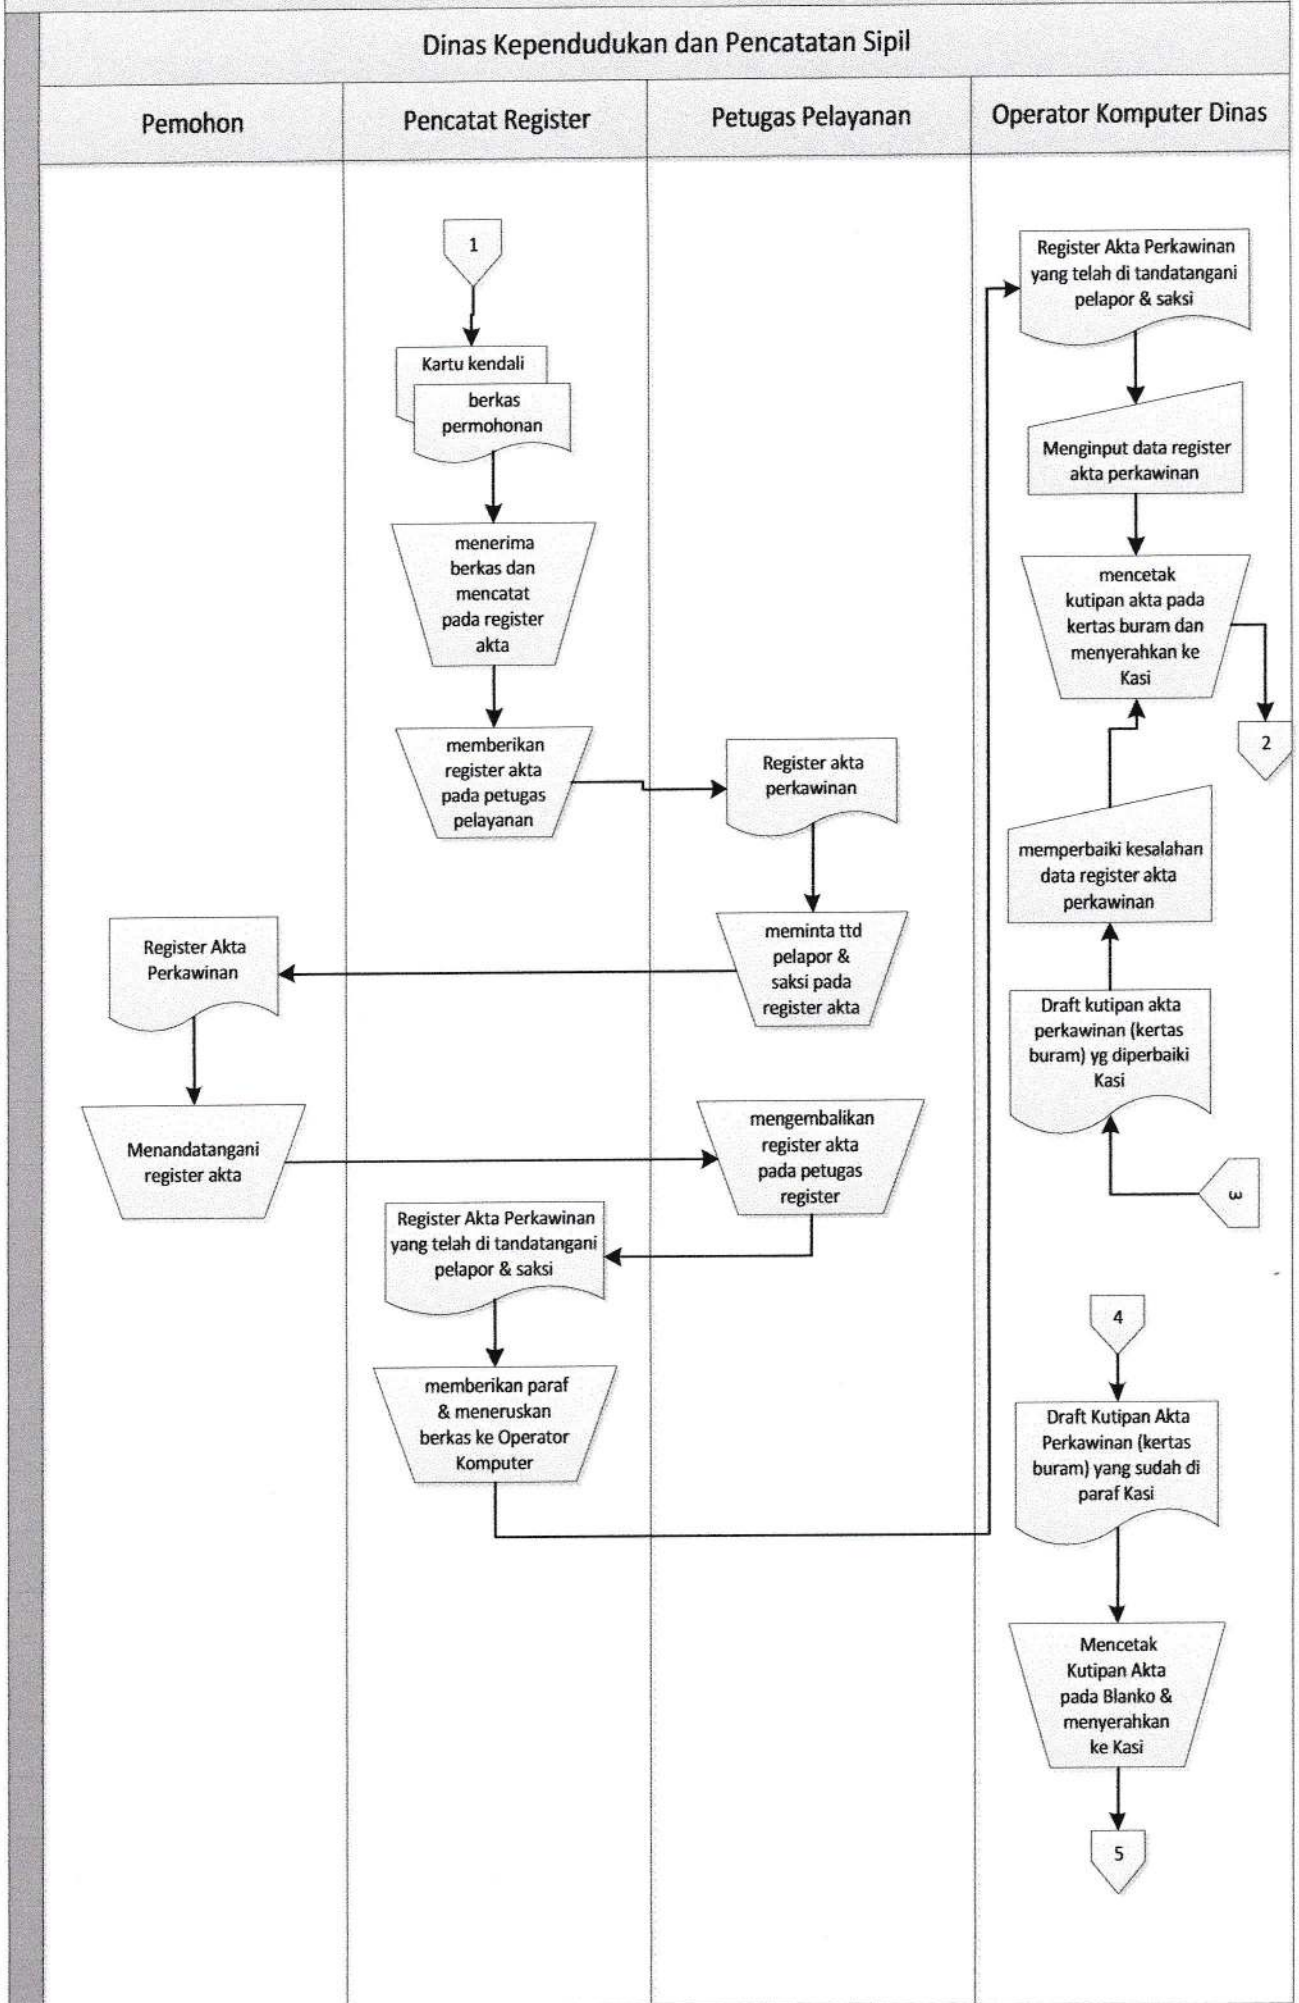 Dinas Kependudukan dan Pencatatan Sipil
Pemohon
Pencatat Register
Petugas Pelayanan
Operator Komputer Dinas
1
Kartu kendali
berkas
permohonan
menerima
berkas dan
mencatat
pada register
akta
memberikan
register akta
pada petugas
pelayanan
Register akta
perkawinan
meminta ttd
pelapor &
saksi pada
register akta
Register Akta
Perkawinan
Menandatangani
register akta
mengembalikan
register akta
pada petugas
register
Register Akta Perkawinan
yang telah di tandatangani
pelapor & saksi
memberikan paraf
& meneruskan
berkas ke Operator
Komputer
Register Akta Perkawinan
yang telah di tandatangani
pelapor & saksi
Menginput data register
akta perkawinan
mencetak
kutipan akta pada
kertas buram dan
menyerahkan ke
Kasi
2
memperbaiki kesalahan
data register akta
perkawinan
Draft kutipan akta
perkawinan (kertas
buram) yg diperbaiki
Kasi
3
4
Draft Kutipan Akta
Perkawinan (kertas
buram) yang sudah di
paraf Kasi
Mencetak
Kutipan Akta
pada Blanko &
menyerahkan
ke Kasi
5